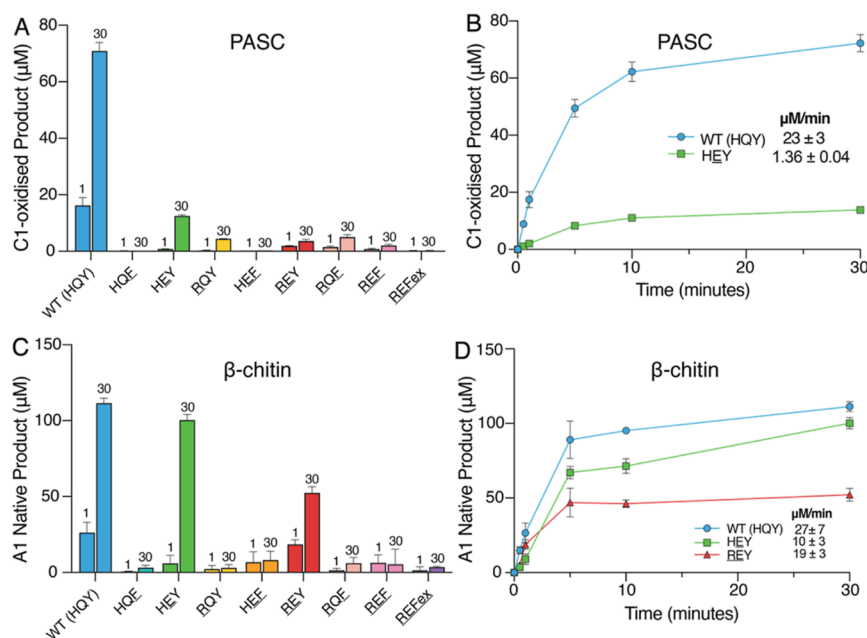 A
PASC
C1-oxidised Product (µM)
80
60
40
20
0
1 30
1 30
1 30
1 30
1 30
1 30
1 30
1 30
1 30
WT (HQY) HQF HEY RQY HEF REY RQF REF REFex
B
PASC
C1-oxidised Product (µM)
80
60
40
20
0
µM/min
WT (HQY) 23 ± 3
HEY 1.36 ± 0.04
0 10 20 30
Time (minutes)
C
β-chitin
A1 Native Product (µM)
150
100
50
0
1 30
1 30
1 30
1 30
1 30
1 30
1 30
1 30
1 30
WT (HQY) HQF HEY RQY HEF REY RQF REF REFex
D
β-chitin
A1 Native Product (µM)
150
100
50
0
µM/min
WT (HQY) 27± 7
HEY 10 ± 3
REY 19 ± 3
0 10 20 30
Time (minutes)